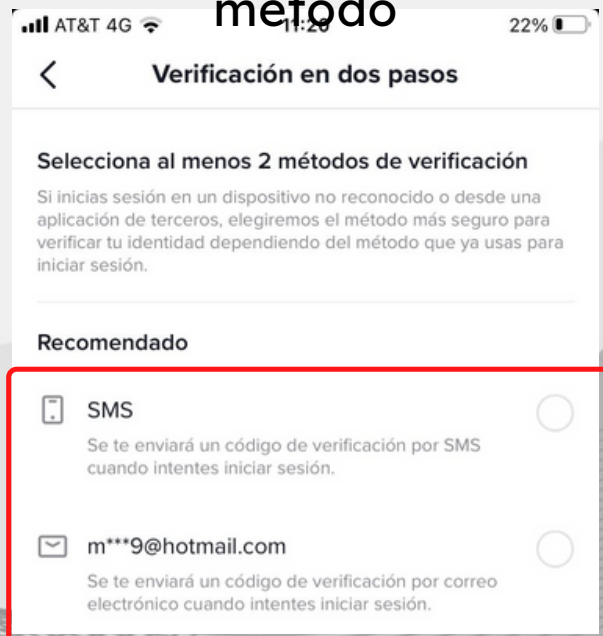 método
AT&T 4G 11:20 22%
Verificación en dos pasos
Selecciona al menos 2 métodos de verificación
Si inicias sesión en un dispositivo no reconocido o desde una
aplicación de terceros, elegiremos el método más seguro para
verificar tu identidad dependiendo del método que ya usas para
iniciar sesión.
Recomendado
SMS
Se te enviará un código de verificación por SMS
cuando intentes iniciar sesión.
m***9@hotmail.com
Se te enviará un código de verificación por correo
electrónico cuando intentes iniciar sesión.